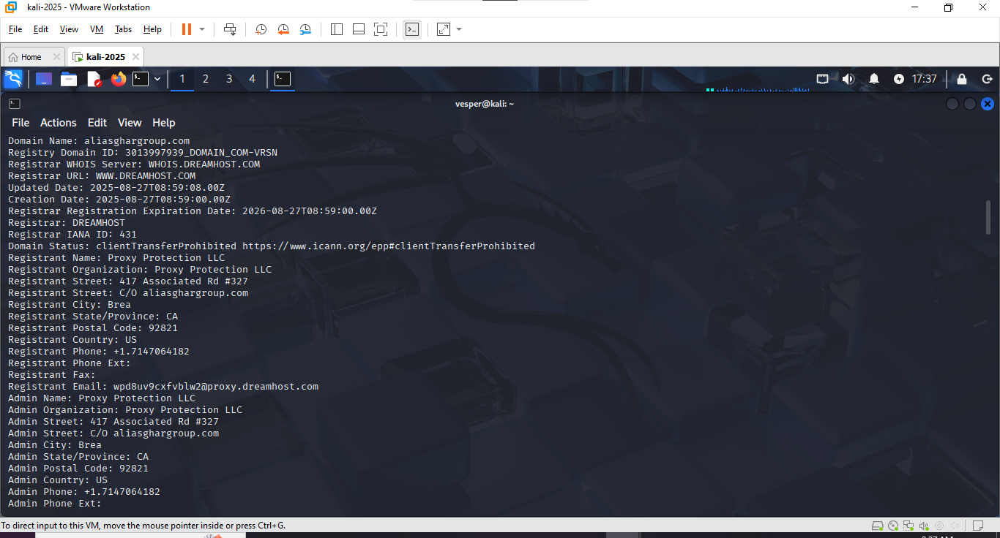 kali-2025 - VMware Workstation
File Edit View VM Tabs Help
Home kali-2025
1 2 3 4 17:37
vesper@kali: ~
File Actions Edit View Help
Domain Name: aliasghargroup.com
Registry Domain ID: 3013997939_DOMAIN_COM-VRSN
Registrar WHOIS Server: WHOIS.DREAMHOST.COM
Registrar URL: WWW.DREAMHOST.COM
Updated Date: 2025-08-27T08:59:08.00Z
Creation Date: 2025-08-27T08:59:00.00Z
Registrar Registration Expiration Date: 2026-08-27T08:59:00.00Z
Registrar: DREAMHOST
Registrar IANA ID: 431
Domain Status: clientTransferProhibited https://www.icann.org/epp#clientTransferProhibited
Registrant Name: Proxy Protection LLC
Registrant Organization: Proxy Protection LLC
Registrant Street: 417 Associated Rd #327
Registrant Street: C/O aliasghargroup.com
Registrant City: Brea
Registrant State/Province: CA
Registrant Postal Code: 92821
Registrant Country: US
Registrant Phone: +1.7147064182
Registrant Phone Ext:
Registrant Fax:
Registrant Email: wpd8uv9cxfvblw2@proxy.dreamhost.com
Admin Name: Proxy Protection LLC
Admin Organization: Proxy Protection LLC
Admin Street: 417 Associated Rd #327
Admin Street: C/O aliasghargroup.com
Admin City: Brea
Admin State/Province: CA
Admin Postal Code: 92821
Admin Country: US
Admin Phone: +1.7147064182
Admin Phone Ext:
To direct input to this VM, move the mouse pointer inside or press Ctrl+G.